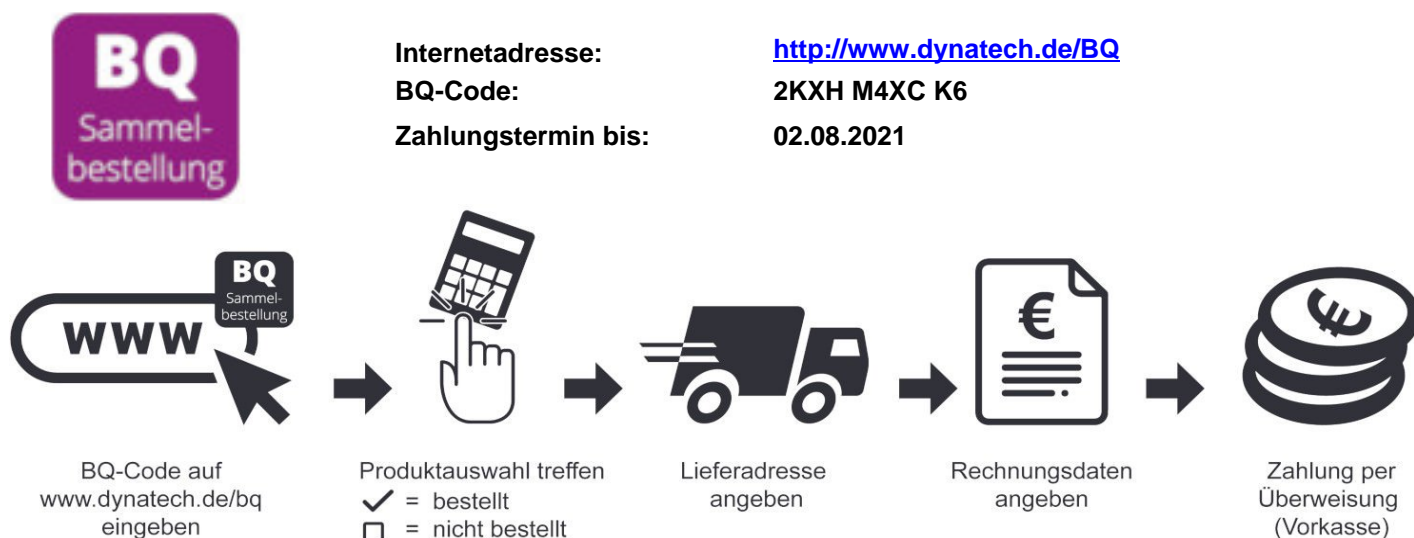 BQ
Sammel-
bestellung
Internetadresse: http://www.dynatech.de/BQ
BQ-Code: 2KXH M4XC K6
Zahlungstermin bis: 02.08.2021
BQ
Sammel-
bestellung
WWW
€
€
BQ-Code auf
www.dynatech.de/bq
eingeben
Produktauswahl treffen
✓ = bestellt
☐ = nicht bestellt
Lieferadresse
angeben
Rechnungsdaten
angeben
Zahlung per
Überweisung
(Vorkasse)